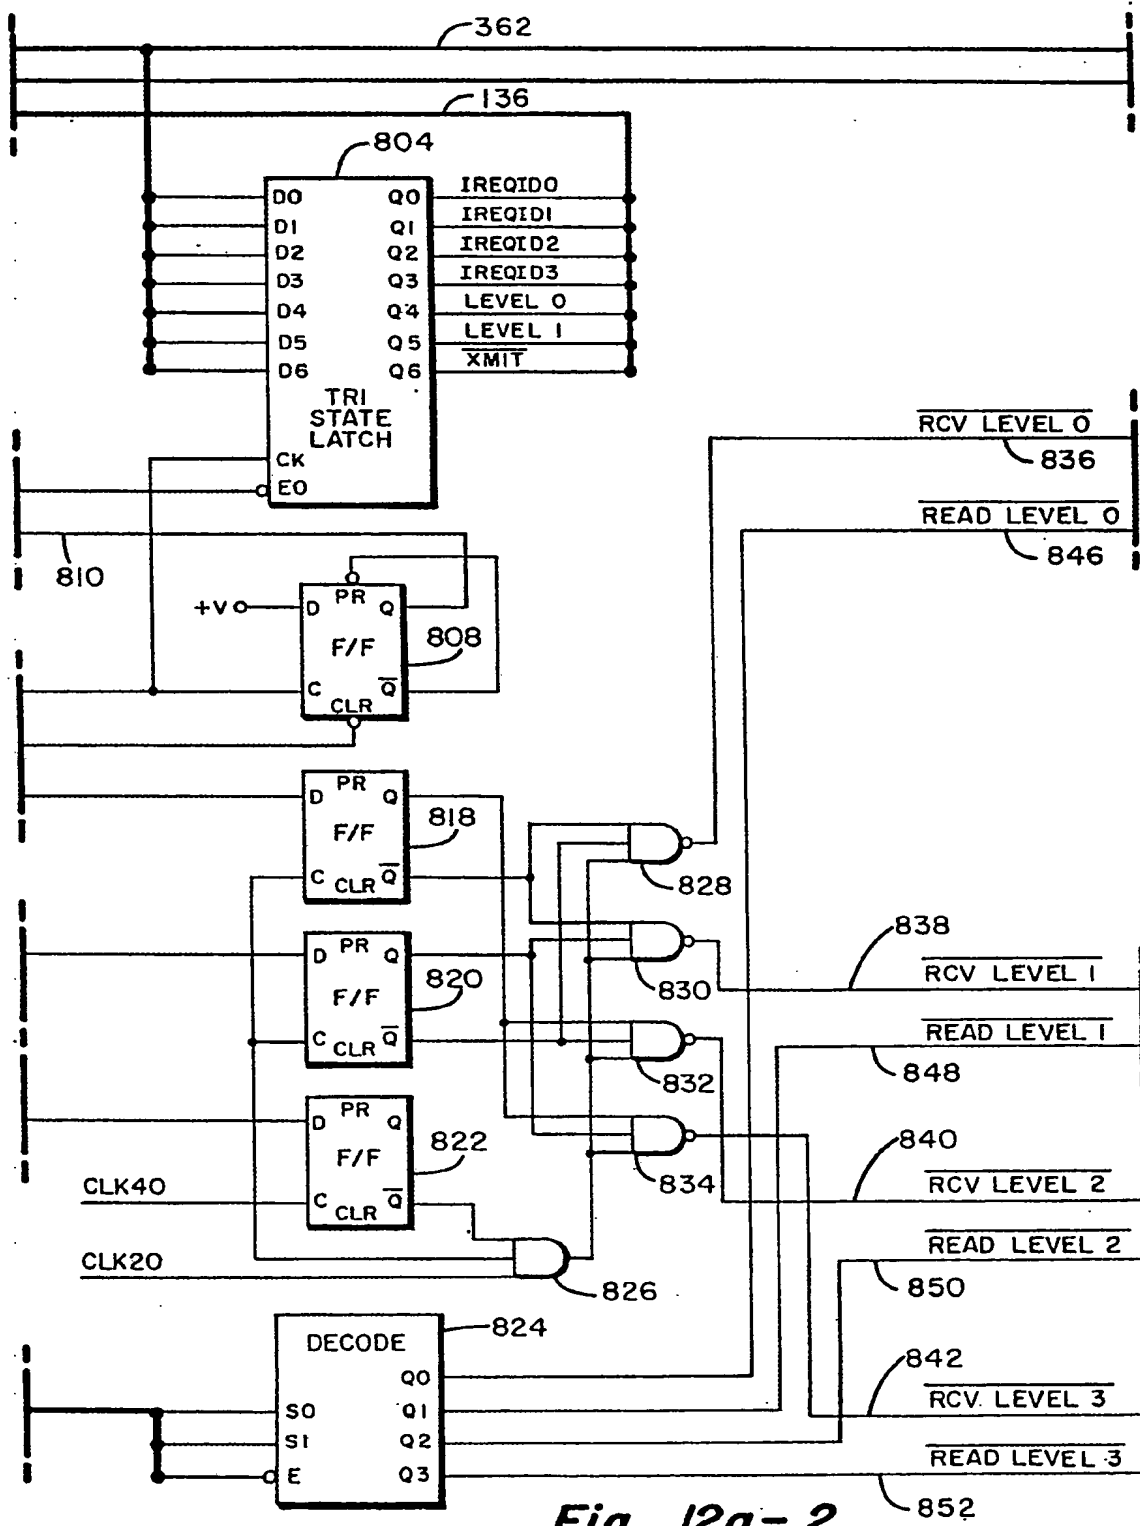 362
136
804
D0 Q0 IREQID0
D1 Q1 IREQID1
D2 Q2 IREQID2
D3 Q3 IREQID3
D4 Q4 LEVEL 0
D5 Q5 LEVEL 1
D6 Q6 XMIT
TRI
STATE
LATCH
CK
EO
RCV LEVEL 0
836
READ LEVEL 0
846
810
+V
D PR Q
F/F
808
C CLR Q
D PR Q
F/F
818
C CLR Q
828
D PR Q
F/F
820
C CLR Q
830
838
RCV LEVEL 1
READ LEVEL 1
848
832
D PR Q
F/F
822
C CLR Q
834
840
RCV LEVEL 2
CLK40
CLK20
826
READ LEVEL 2
850
824
DECODE
Q0
S0 Q1
S1 Q2
E Q3
842
RCV LEVEL 3
READ LEVEL 3
852
Fig. 12a-2